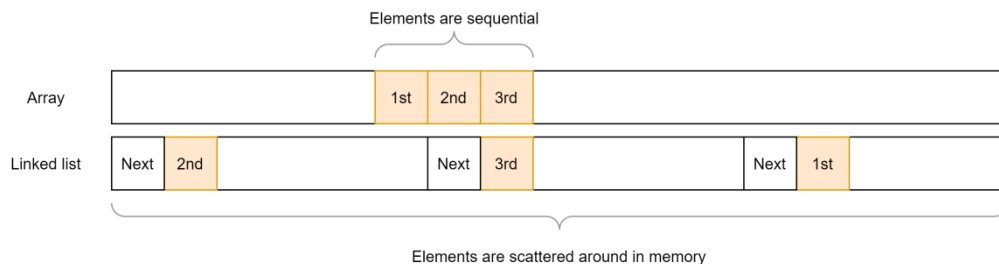 Elements are sequential
Array
1st 2nd 3rd
Linked list
Next 2nd Next 3rd Next 1st
Elements are scattered around in memory